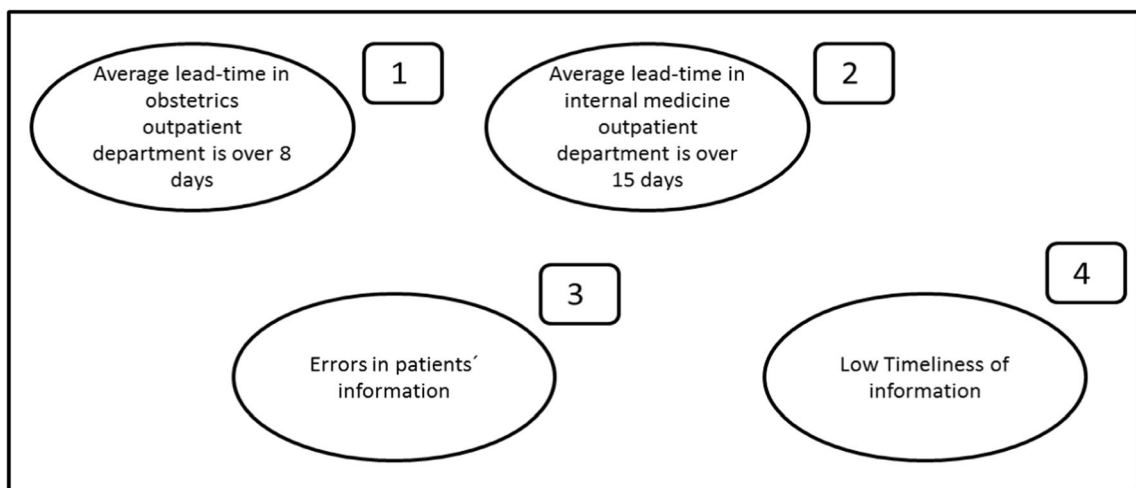 Average lead-time in
obstetrics
outpatient
department is over 8
days
1
Average lead-time in
internal medicine
outpatient
department is over
15 days
2
Errors in patients´
information
3
Low Timeliness of
information
4